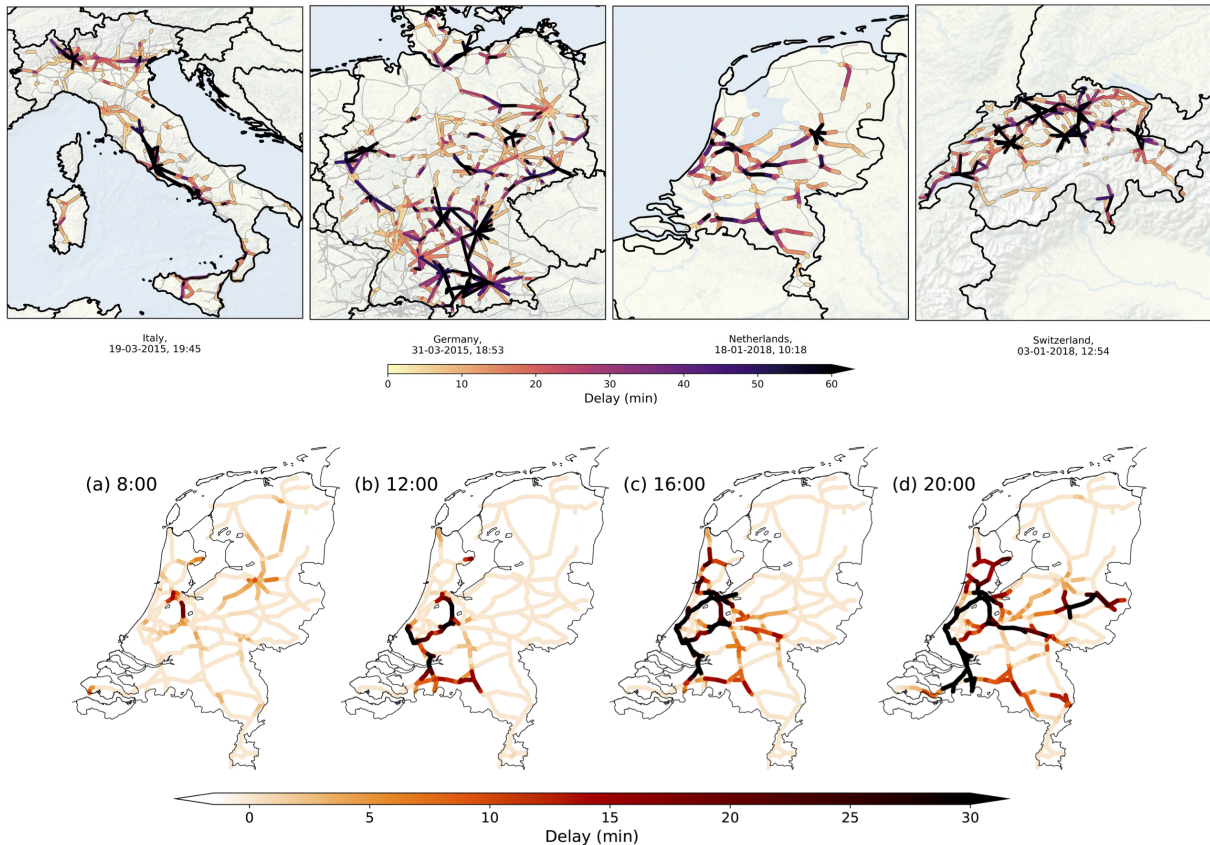 Italy,
19-03-2015, 19:45
Germany,
31-03-2015, 18:53
Netherlands,
18-01-2018, 10:18
Switzerland,
03-01-2018, 12:54
0 10 20 30 40 50 60
Delay (min)
(a) 8:00
(b) 12:00
(c) 16:00
(d) 20:00
0 5 10 15 20 25 30
Delay (min)